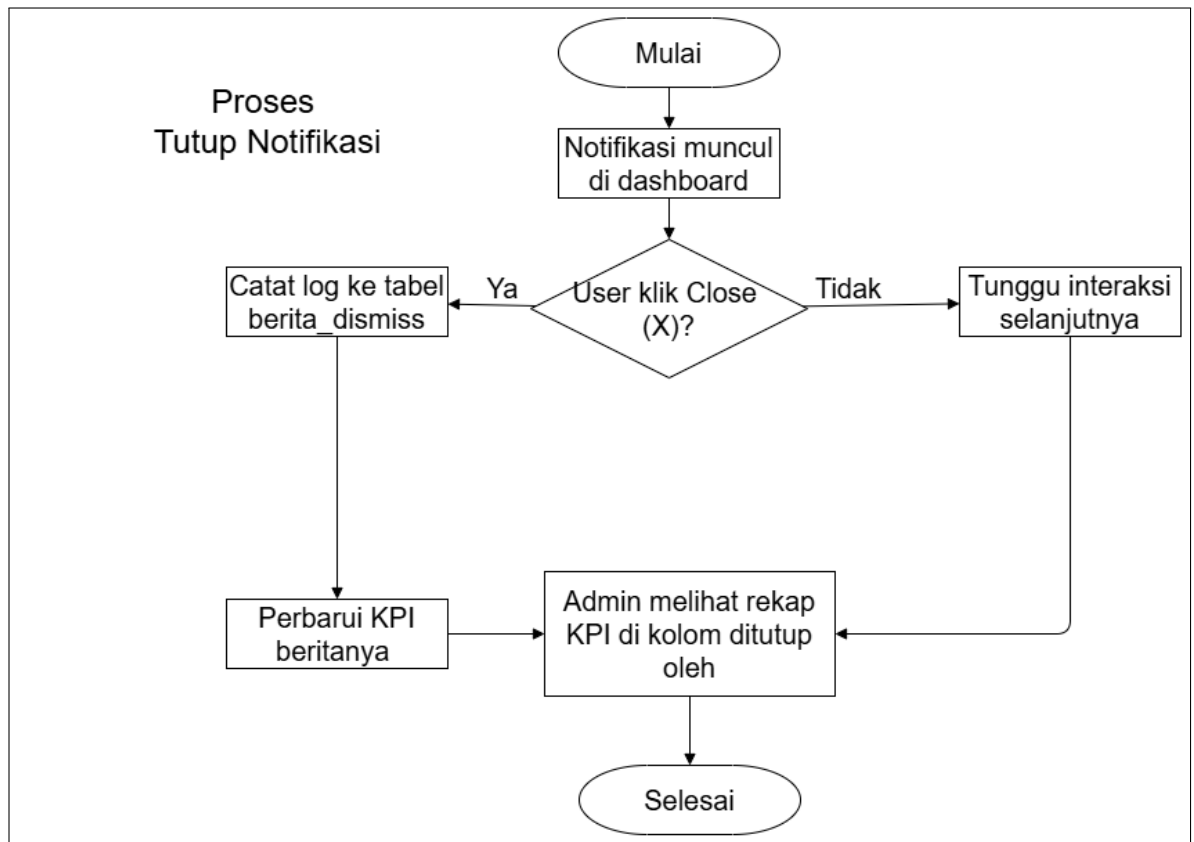 Mulai
Proses
Tutup Notifikasi
Notifikasi muncul
di dashboard
Catat log ke tabel
berita_dismiss
Ya
User klik Close
(X)?
Tidak
Tunggu interaksi
selanjutnya
Perbarui KPI
beritanya
Admin melihat rekap
KPI di kolom ditutup
oleh
Selesai